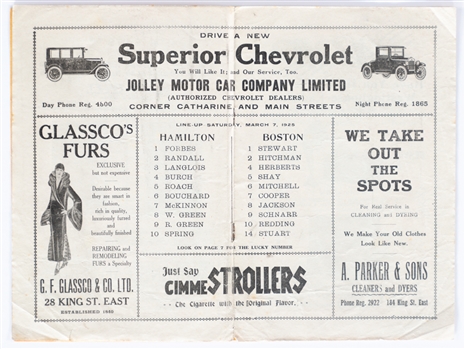 DRIVE A NEW
Superior Chevrolet
You Will Like It; and Our Service, Too.
JOLLEY MOTOR CAR COMPANY LIMITED
(AUTHORIZED CHEVROLET DEALERS)
Day Phone Reg. 4500
CORNER CATHARINE AND MAIN STREETS
Night Phone Reg. 1865
GLASSCO'S
FURS
EXCLUSIVE
but not expensive
Desirable because
they are smart in
fashion,
rich in quality,
luxuriously furred
and beautifully
finished
REPAIRING and
REMODELING
FURS a Specialty
G. F. GLASSCO & CO. LTD.
28 KING ST. EAST
ESTABLISHED
LINE-UP SATURDAY, MARCH 7, 1925
HAMILTON
1 FORBES
2 RANDALL
3 LANGLOIS
4 BURCH
5 ROACH
6 BOUCHARD
7 McKINNON
8 W. GREEN
9 R. GREEN
10 SPRING
BOSTON
1 STEWART
2 HITCHMAN
4 HERBERTS
5 SHAY
6 MITCHELL
7 COOPER
8 JACKSON
9 SCHNARR
10 REDDING
14 STUART
LOOK ON PAGE 7 FOR THE LUCKY NUMBER
Just Say
GIMME STROLLERS
The Cigarette with the Original Flavor.
WE TAKE
OUT
THE
SPOTS
For Real Service in
CLEANING and DYEING
We Make Your Old Clothes
Look Like New.
A. PARKER & SONS
CLEANERS and DYERS
Phone Reg. 2922 184 King St. East